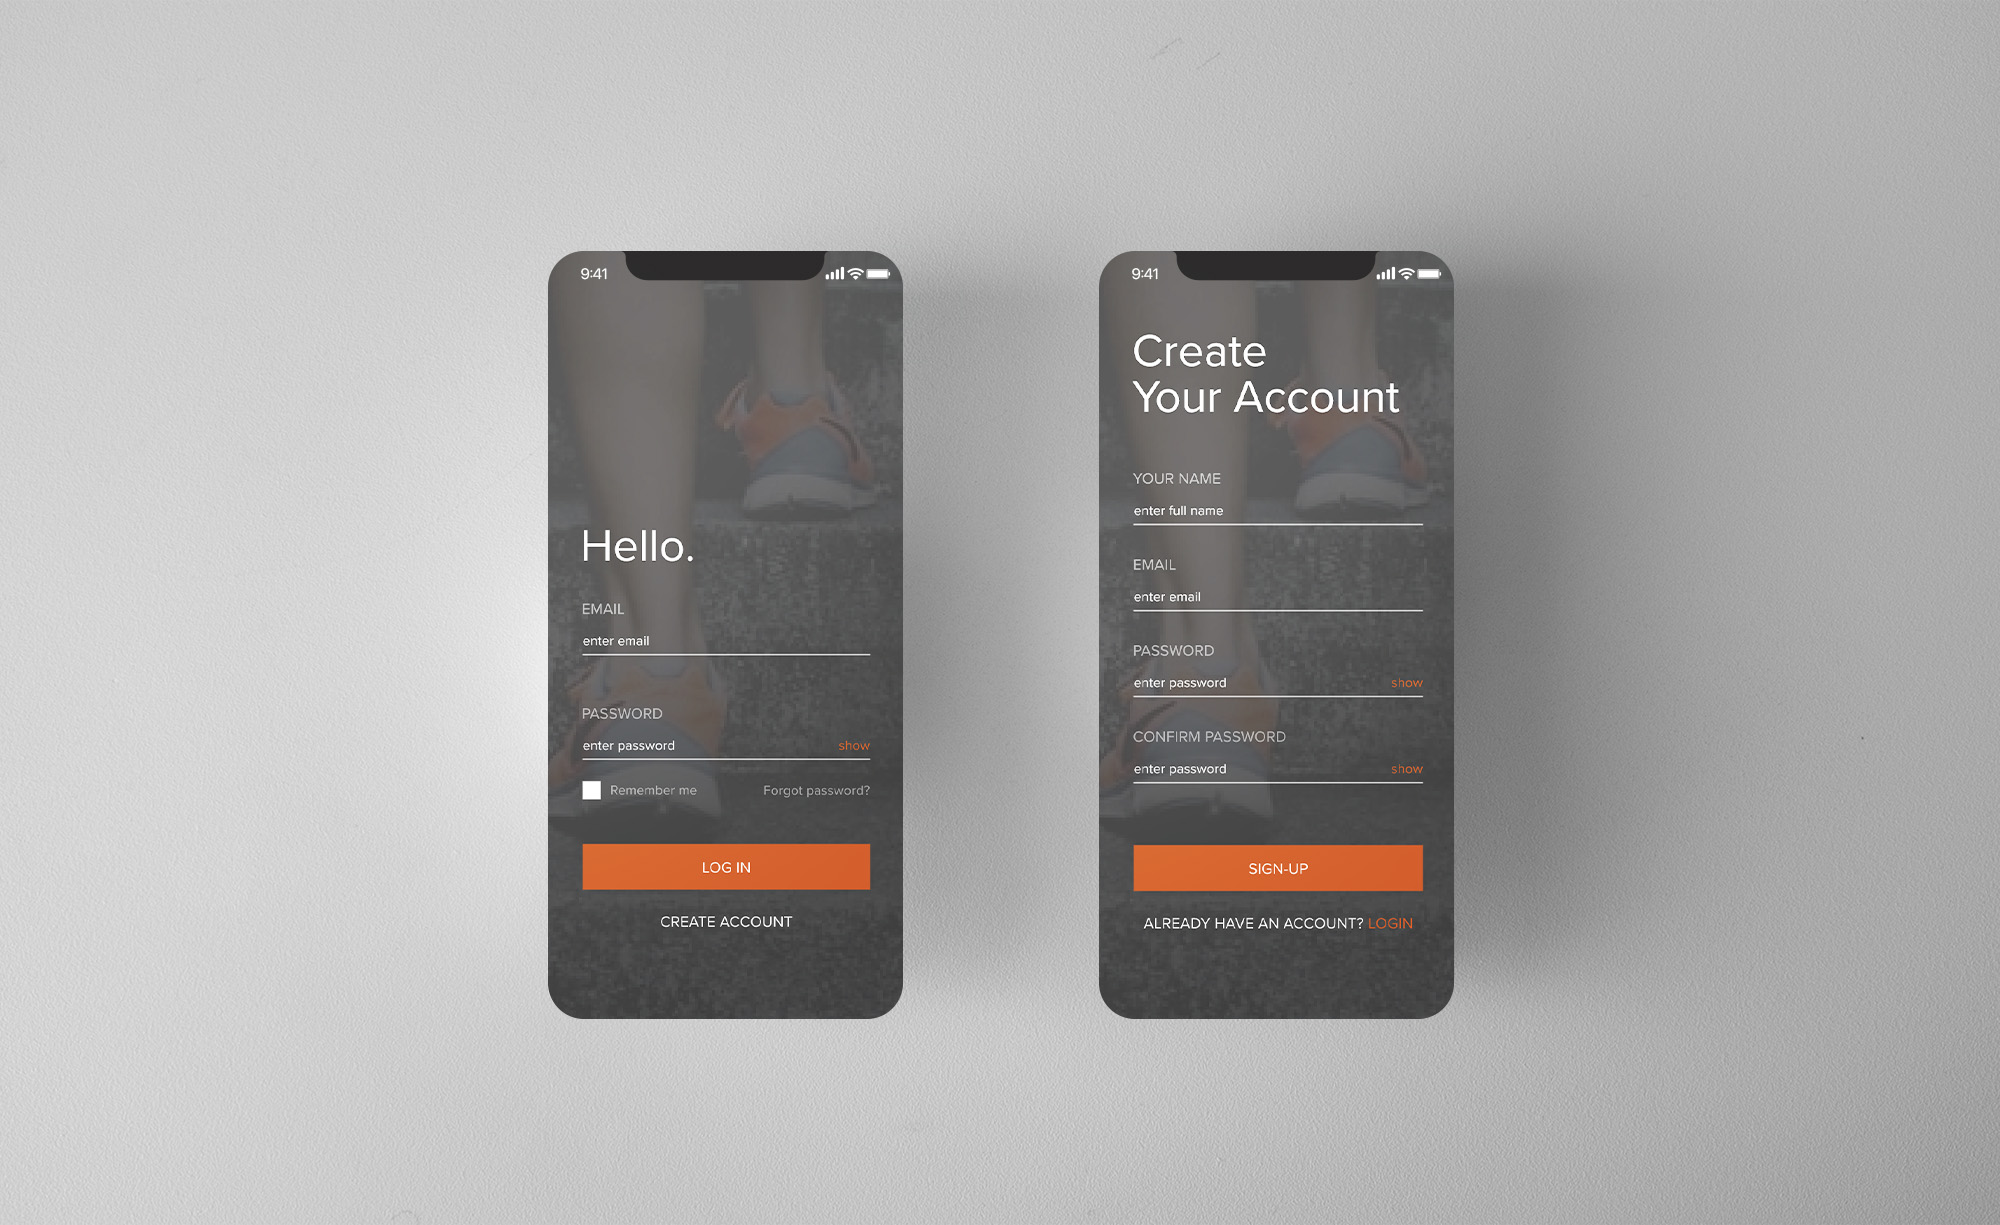 9:41
Hello.
EMAIL
enter email
PASSWORD
enter password show
Remember me Forgot password?
LOG IN
CREATE ACCOUNT
9:41
Create
Your Account
YOUR NAME
enter full name
EMAIL
enter email
PASSWORD
enter password show
CONFIRM PASSWORD
enter password show
SIGN-UP
ALREADY HAVE AN ACCOUNT? LOGIN